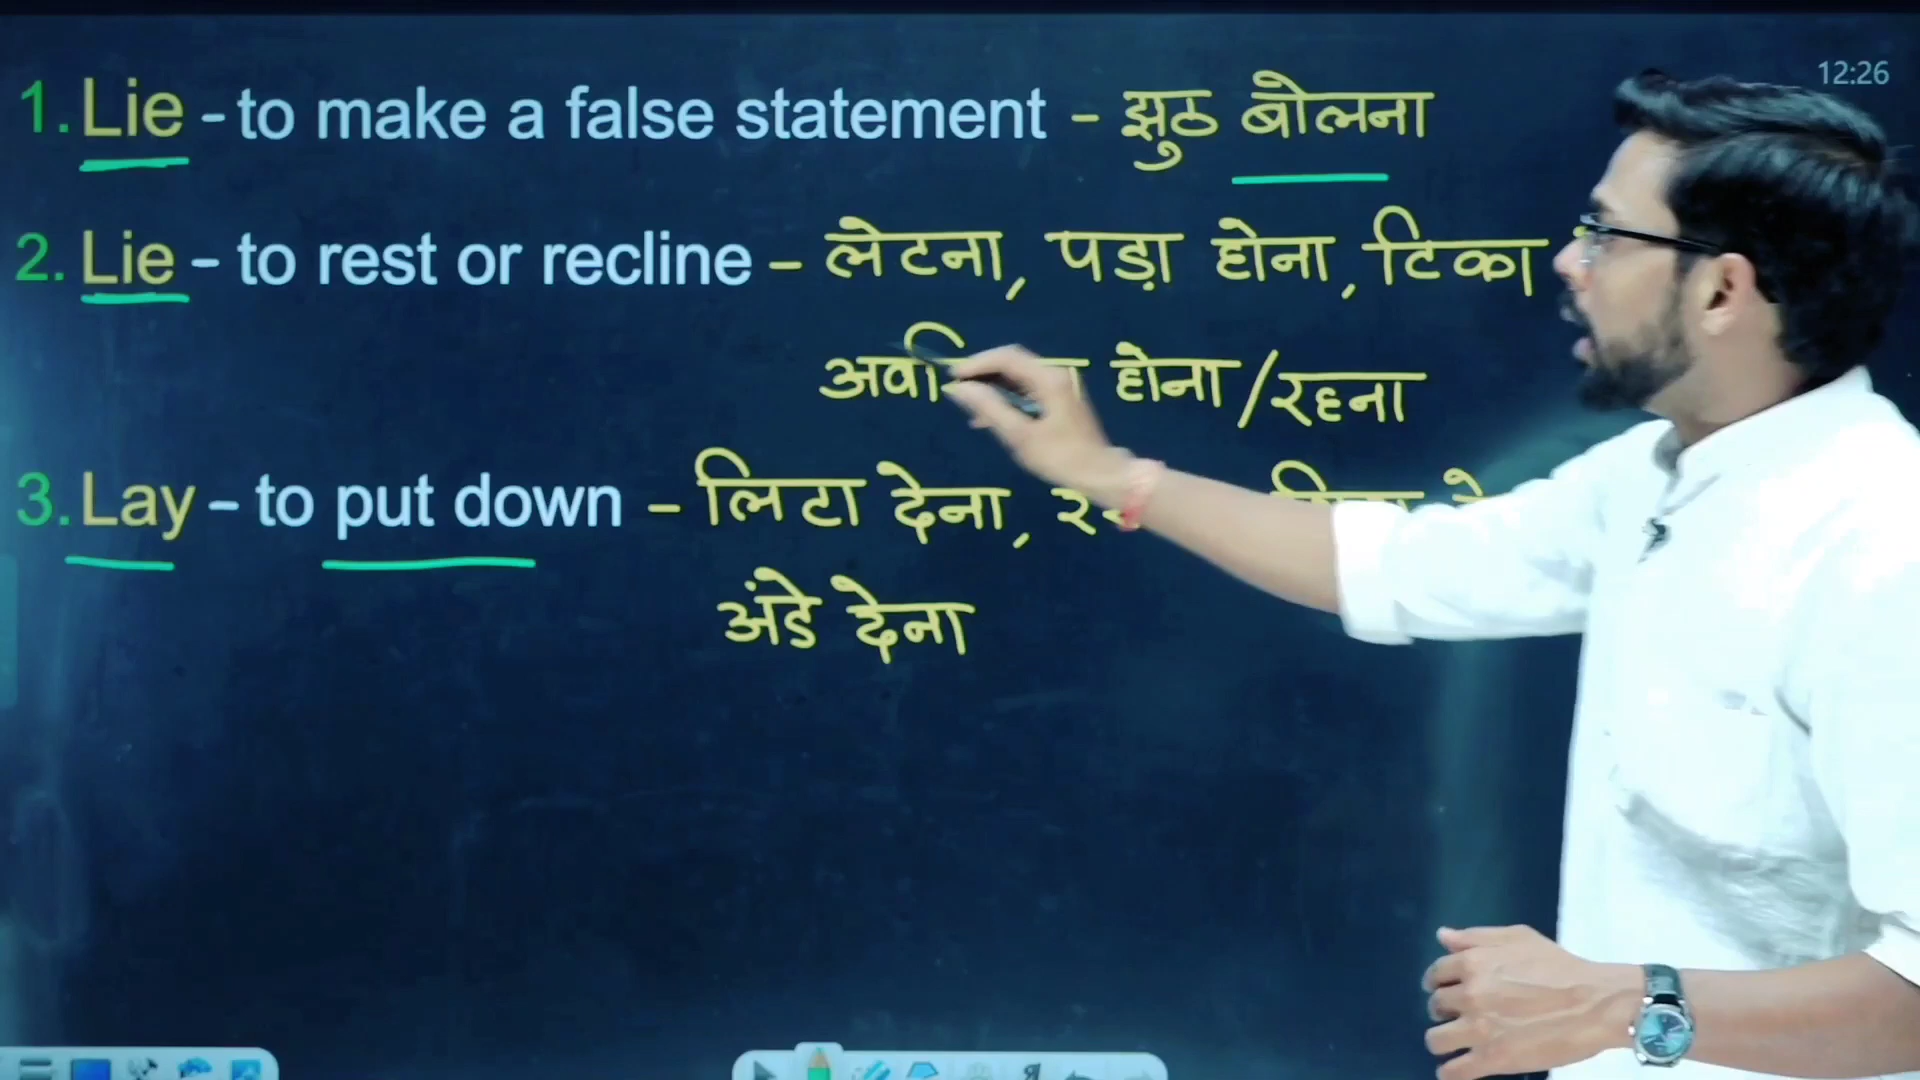 12:26
1. Lie - to make a false statement - झुठ बोलना
2. Lie - to rest or recline - लेटना, पड़ा होना, टिका
होना/रहना
3. Lay - to put down - लिटा देना,
अंडे देना